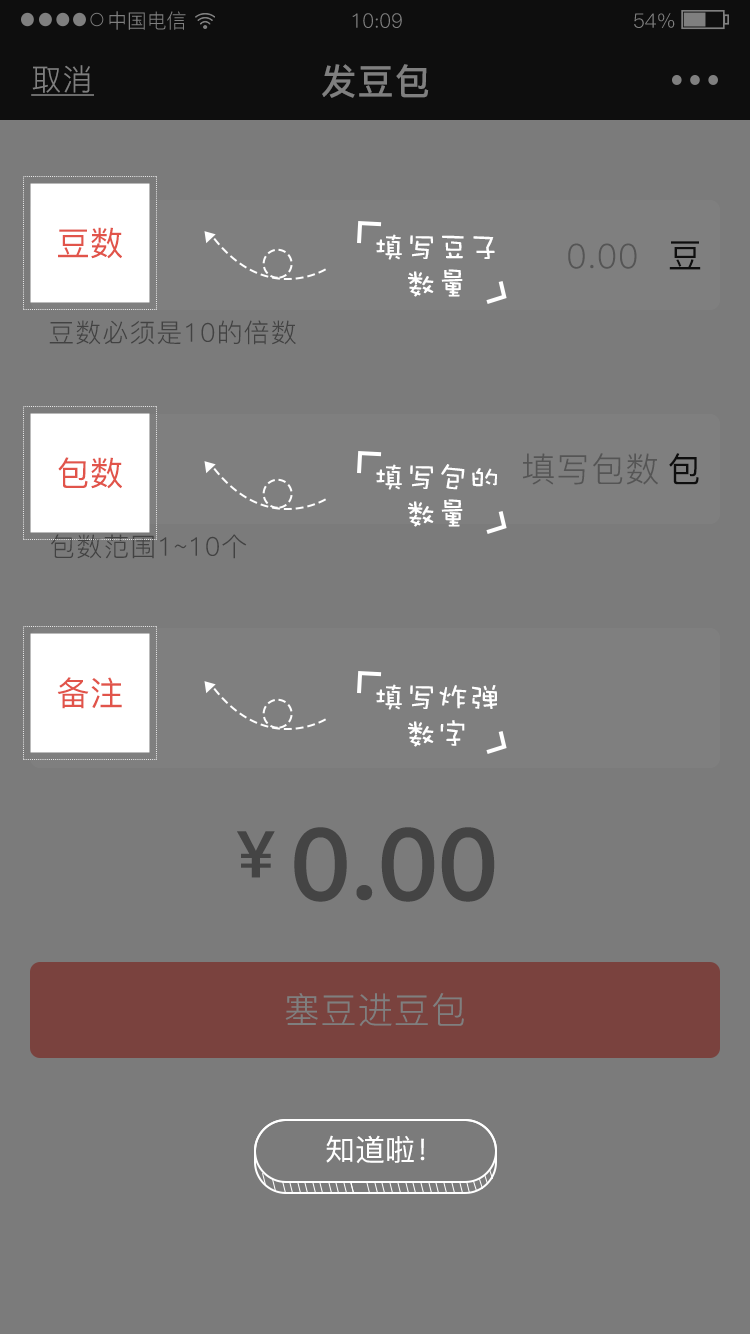 中国电信 10:09 54%
取消 发豆包
豆数 填写豆子 0.00 豆
数量
豆数必须是10的倍数
包数 填写包的 填写包数 包
数量
包数范围1~10个
备注 填写炸弹
数字
¥0.00
塞豆进豆包
知道啦!